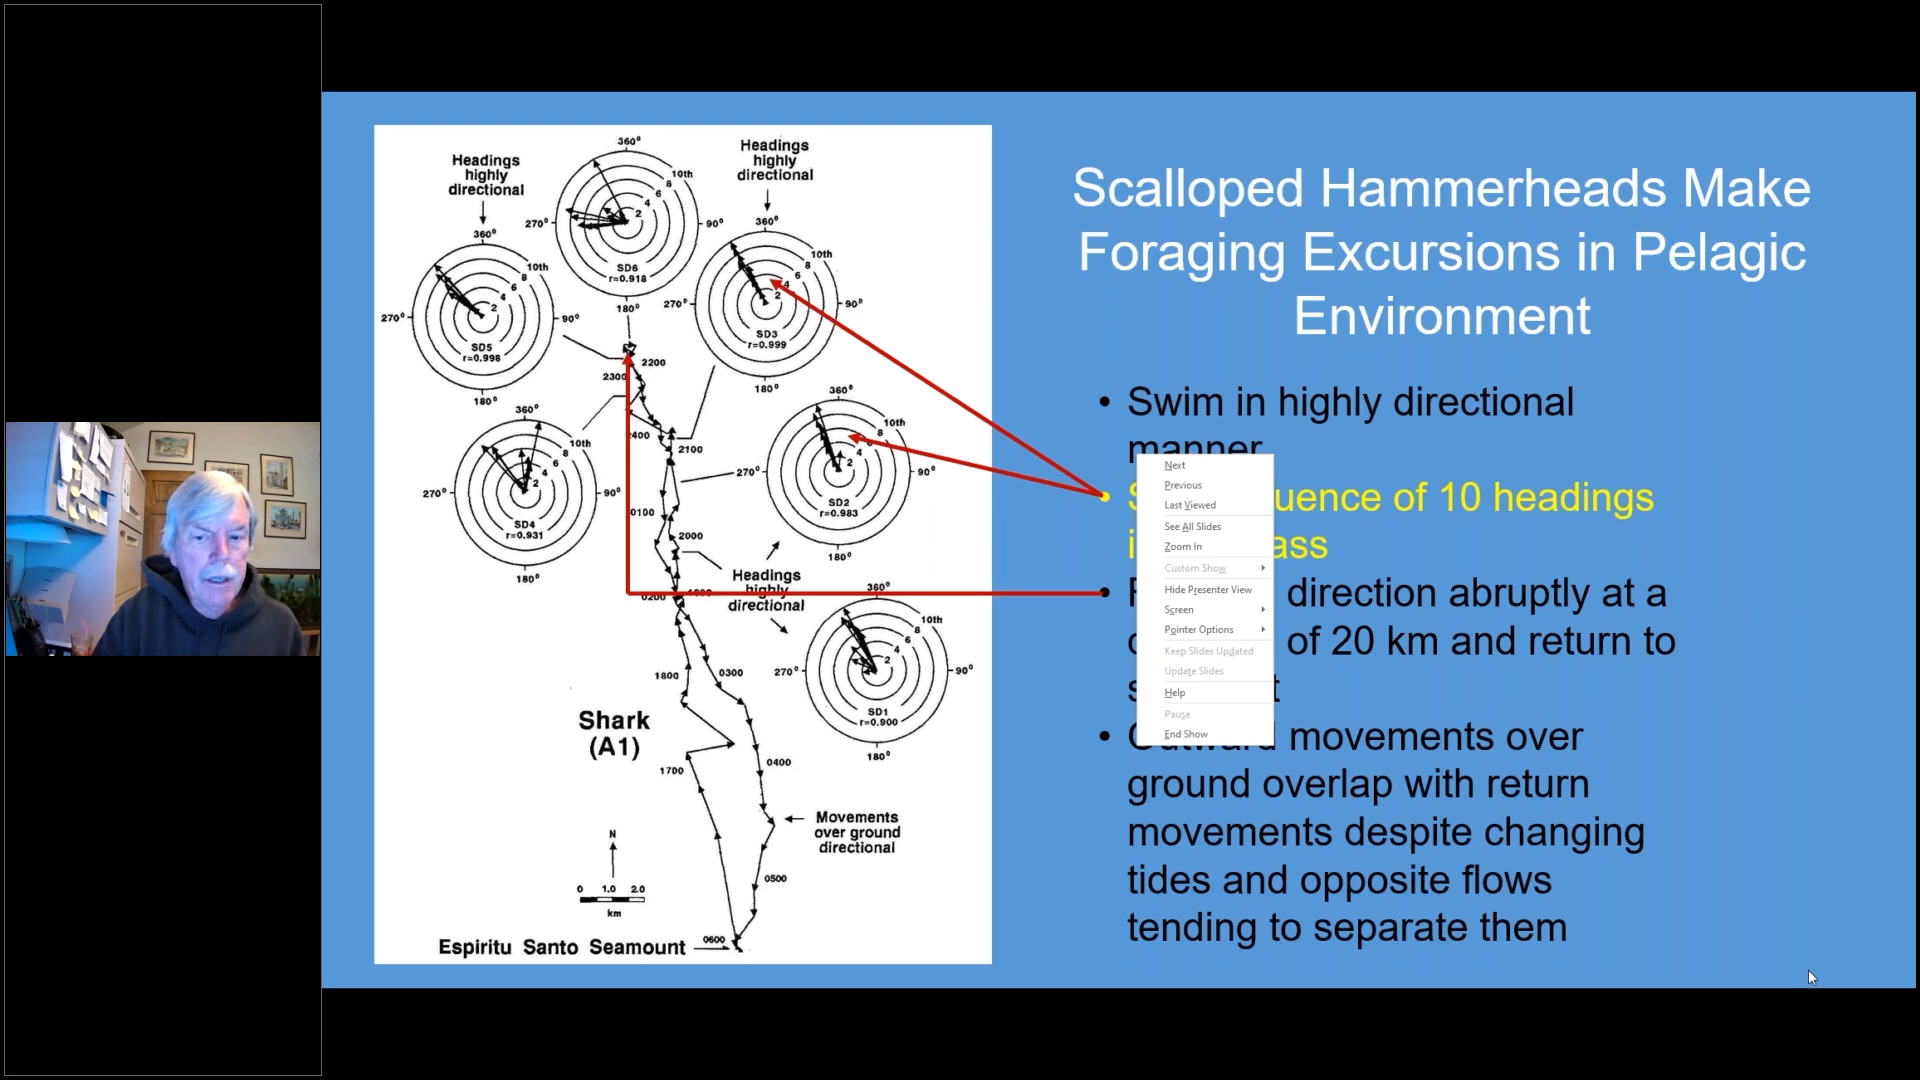 Headings
highly
directional
360°
10th
8
6
4
2
270°
90°
SD6
r=0.918
180°
Headings
highly
directional
360°
10th
8
6
4
2
270°
90°
SD5
r=0.998
180°
360°
10th
8
6
4
2
270°
90°
SD3
r=0.999
180°
2200
2300
2400
2100
360°
10th
8
6
4
2
270°
90°
SD4
r=0.931
180°
360°
10th
8
6
4
2
270°
90°
SD2
r=0.983
180°
0100
2000
0200
Headings
highly
directional
360°
10th
8
6
4
2
270°
90°
SD1
r=0.900
180°
1800
0300
Shark
(A1)
1700
0400
Movements
over ground
directional
N
0 1.0 2.0
km
0500
0600
Espiritu Santo Seamount
Scalloped Hammerheads Make
Foraging Excursions in Pelagic
Environment
• Swim in highly directional
manner
• uence of 10 headings
ass
• direction abruptly at a
of 20 km and return to
• Outward movements over
ground overlap with return
movements despite changing
tides and opposite flows
tending to separate them
Next
Previous
Last Viewed
See All Slides
Zoom In
Custom Show
Hide Presenter View
Screen
Pointer Options
Keep Slides Updated
Update Slides
Help
Pause
End Show